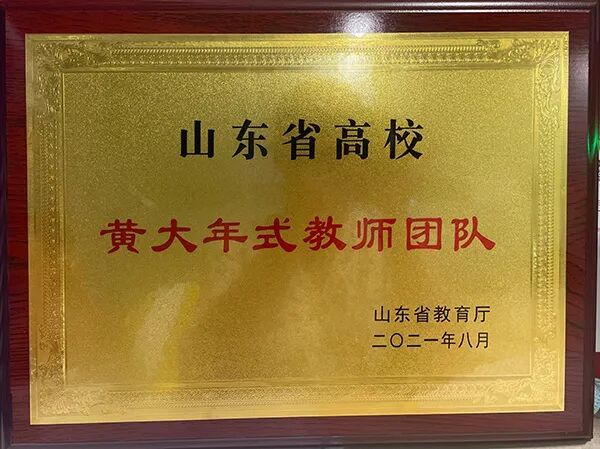 山东省高校
黄大年式教师团队
山东省教育厅
二〇二一年八月